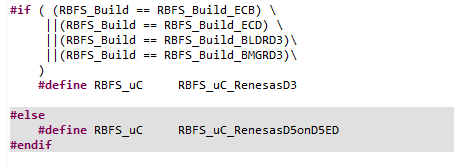 #if ( (RBFS_Build == RBFS_Build_ECB) \
||(RBFS_Build == RBFS_Build_ECD) \
||(RBFS_Build == RBFS_Build_BLDRD3)\
||(RBFS_Build == RBFS_Build_BMGRD3)\
)
#define RBFS_uC RBFS_uC_RenesasD3
#else
#define RBFS_uC RBFS_uC_RenesasD5onD5ED
#endif